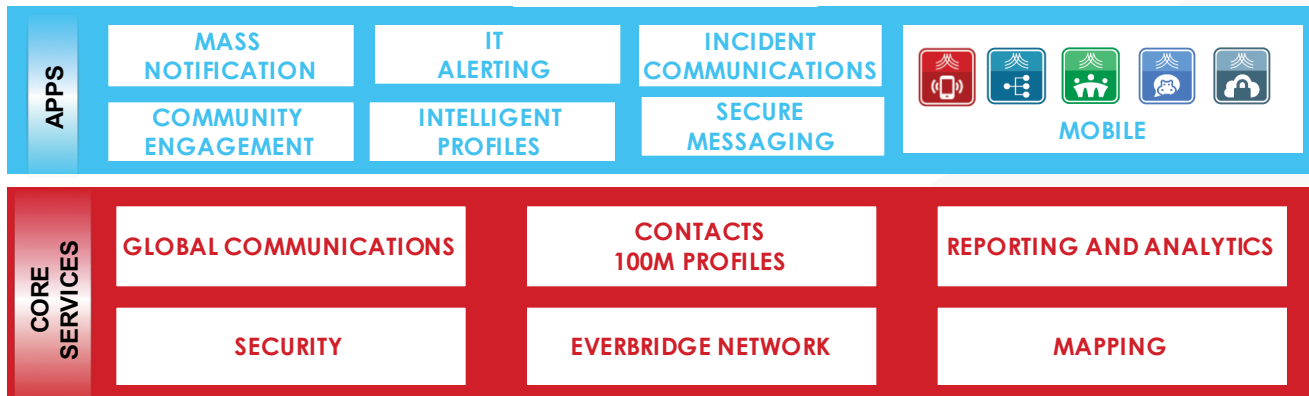 APPS
MASS
NOTIFICATION
IT
ALERTING
INCIDENT
COMMUNICATIONS
COMMUNITY
ENGAGEMENT
INTELLIGENT
PROFILES
SECURE
MESSAGING
MOBILE
CORE
SERVICES
GLOBAL COMMUNICATIONS
CONTACTS
100M PROFILES
REPORTING AND ANALYTICS
SECURITY
EVERBRIDGE NETWORK
MAPPING